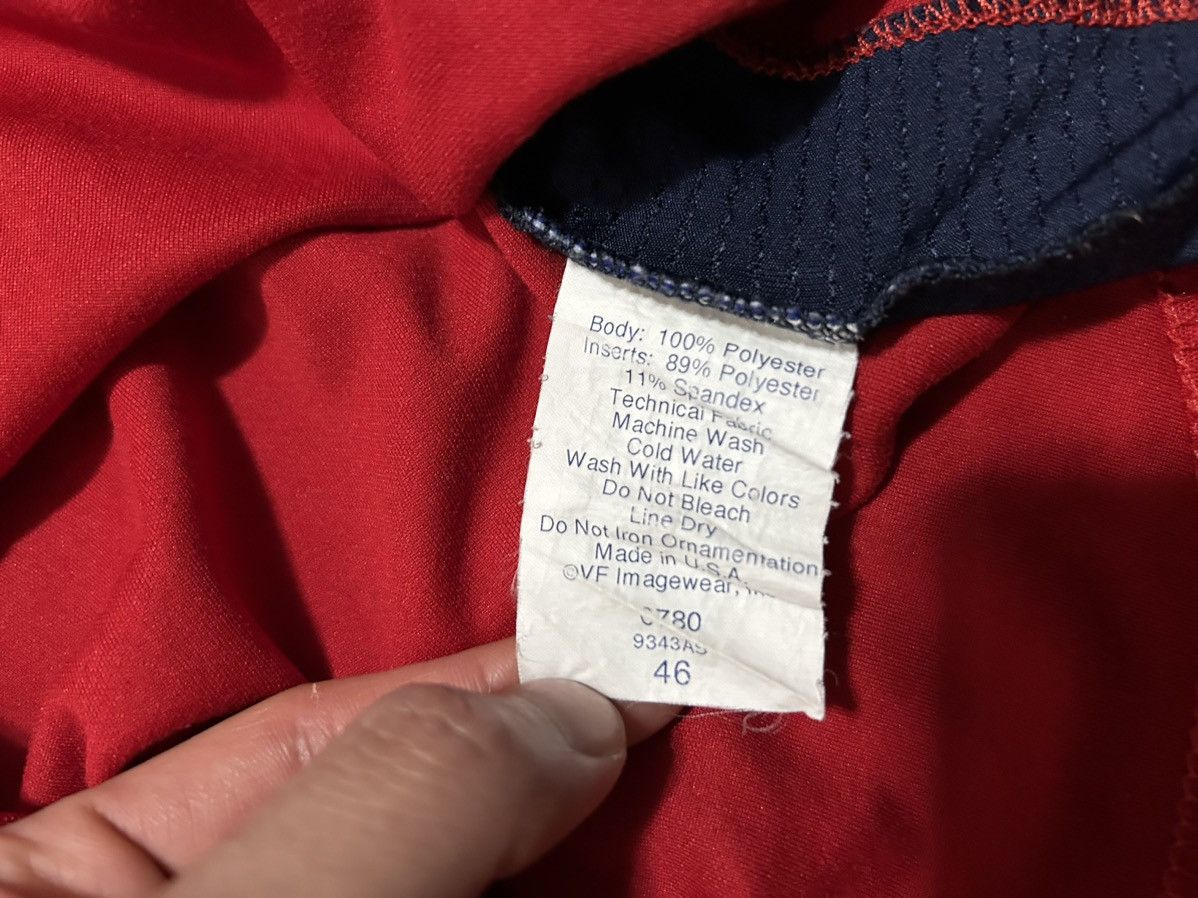 Body: 100% Polyester
Inserts: 89% Polyester
11% Spandex
Technical Fabric
Machine Wash
Cold Water
Wash With Like Colors
Do Not Bleach
Line Dry
Do Not Iron Ornamentation
Made in U.S.A.
©VF Imagewear,
46